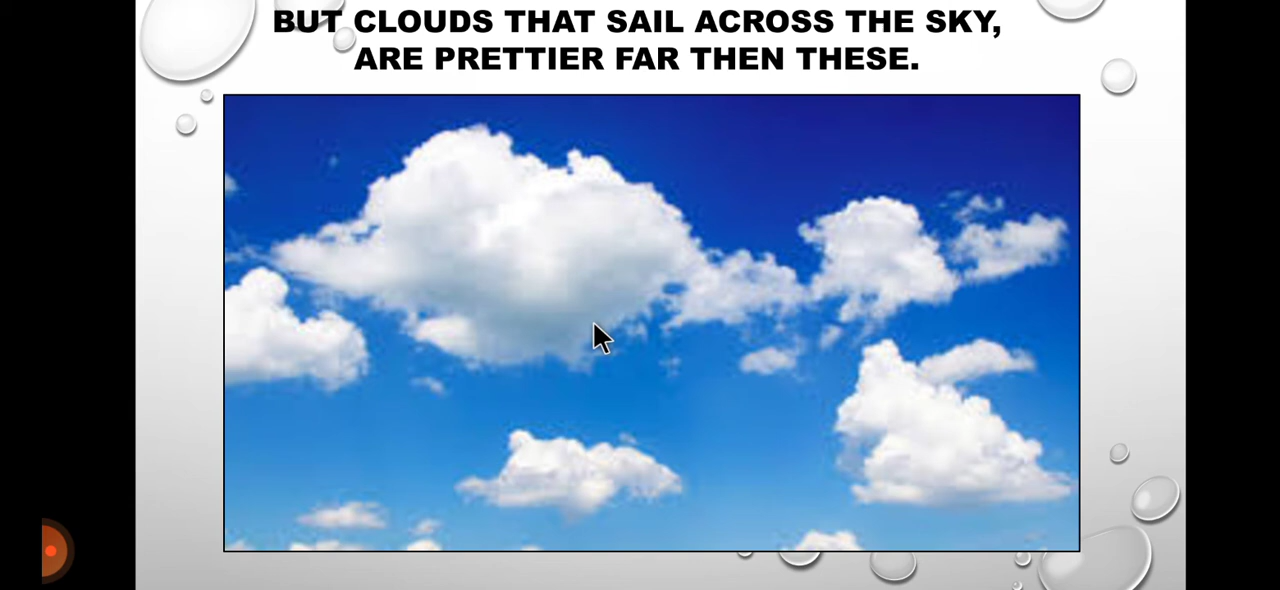 BUT CLOUDS THAT SAIL ACROSS THE SKY,
ARE PRETTIER FAR THEN THESE.